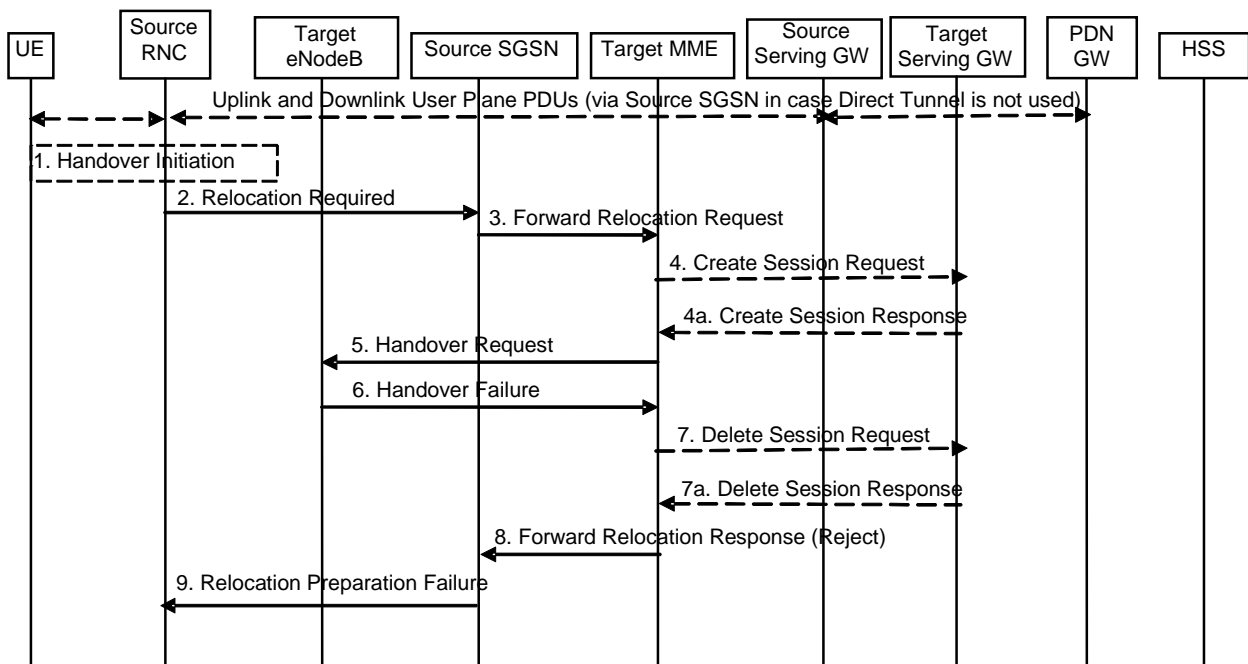 UE
Source
RNC
Target
eNodeB
Source SGSN
Target MME
Source
Serving GW
Target
Serving GW
PDN
GW
HSS
Uplink and Downlink User Plane PDUs (via Source SGSN in case Direct Tunnel is not used)
1. Handover Initiation
2. Relocation Required
3. Forward Relocation Request
4. Create Session Request
4a. Create Session Response
5. Handover Request
6. Handover Failure
7. Delete Session Request
7a. Delete Session Response
8. Forward Relocation Response (Reject)
9. Relocation Preparation Failure